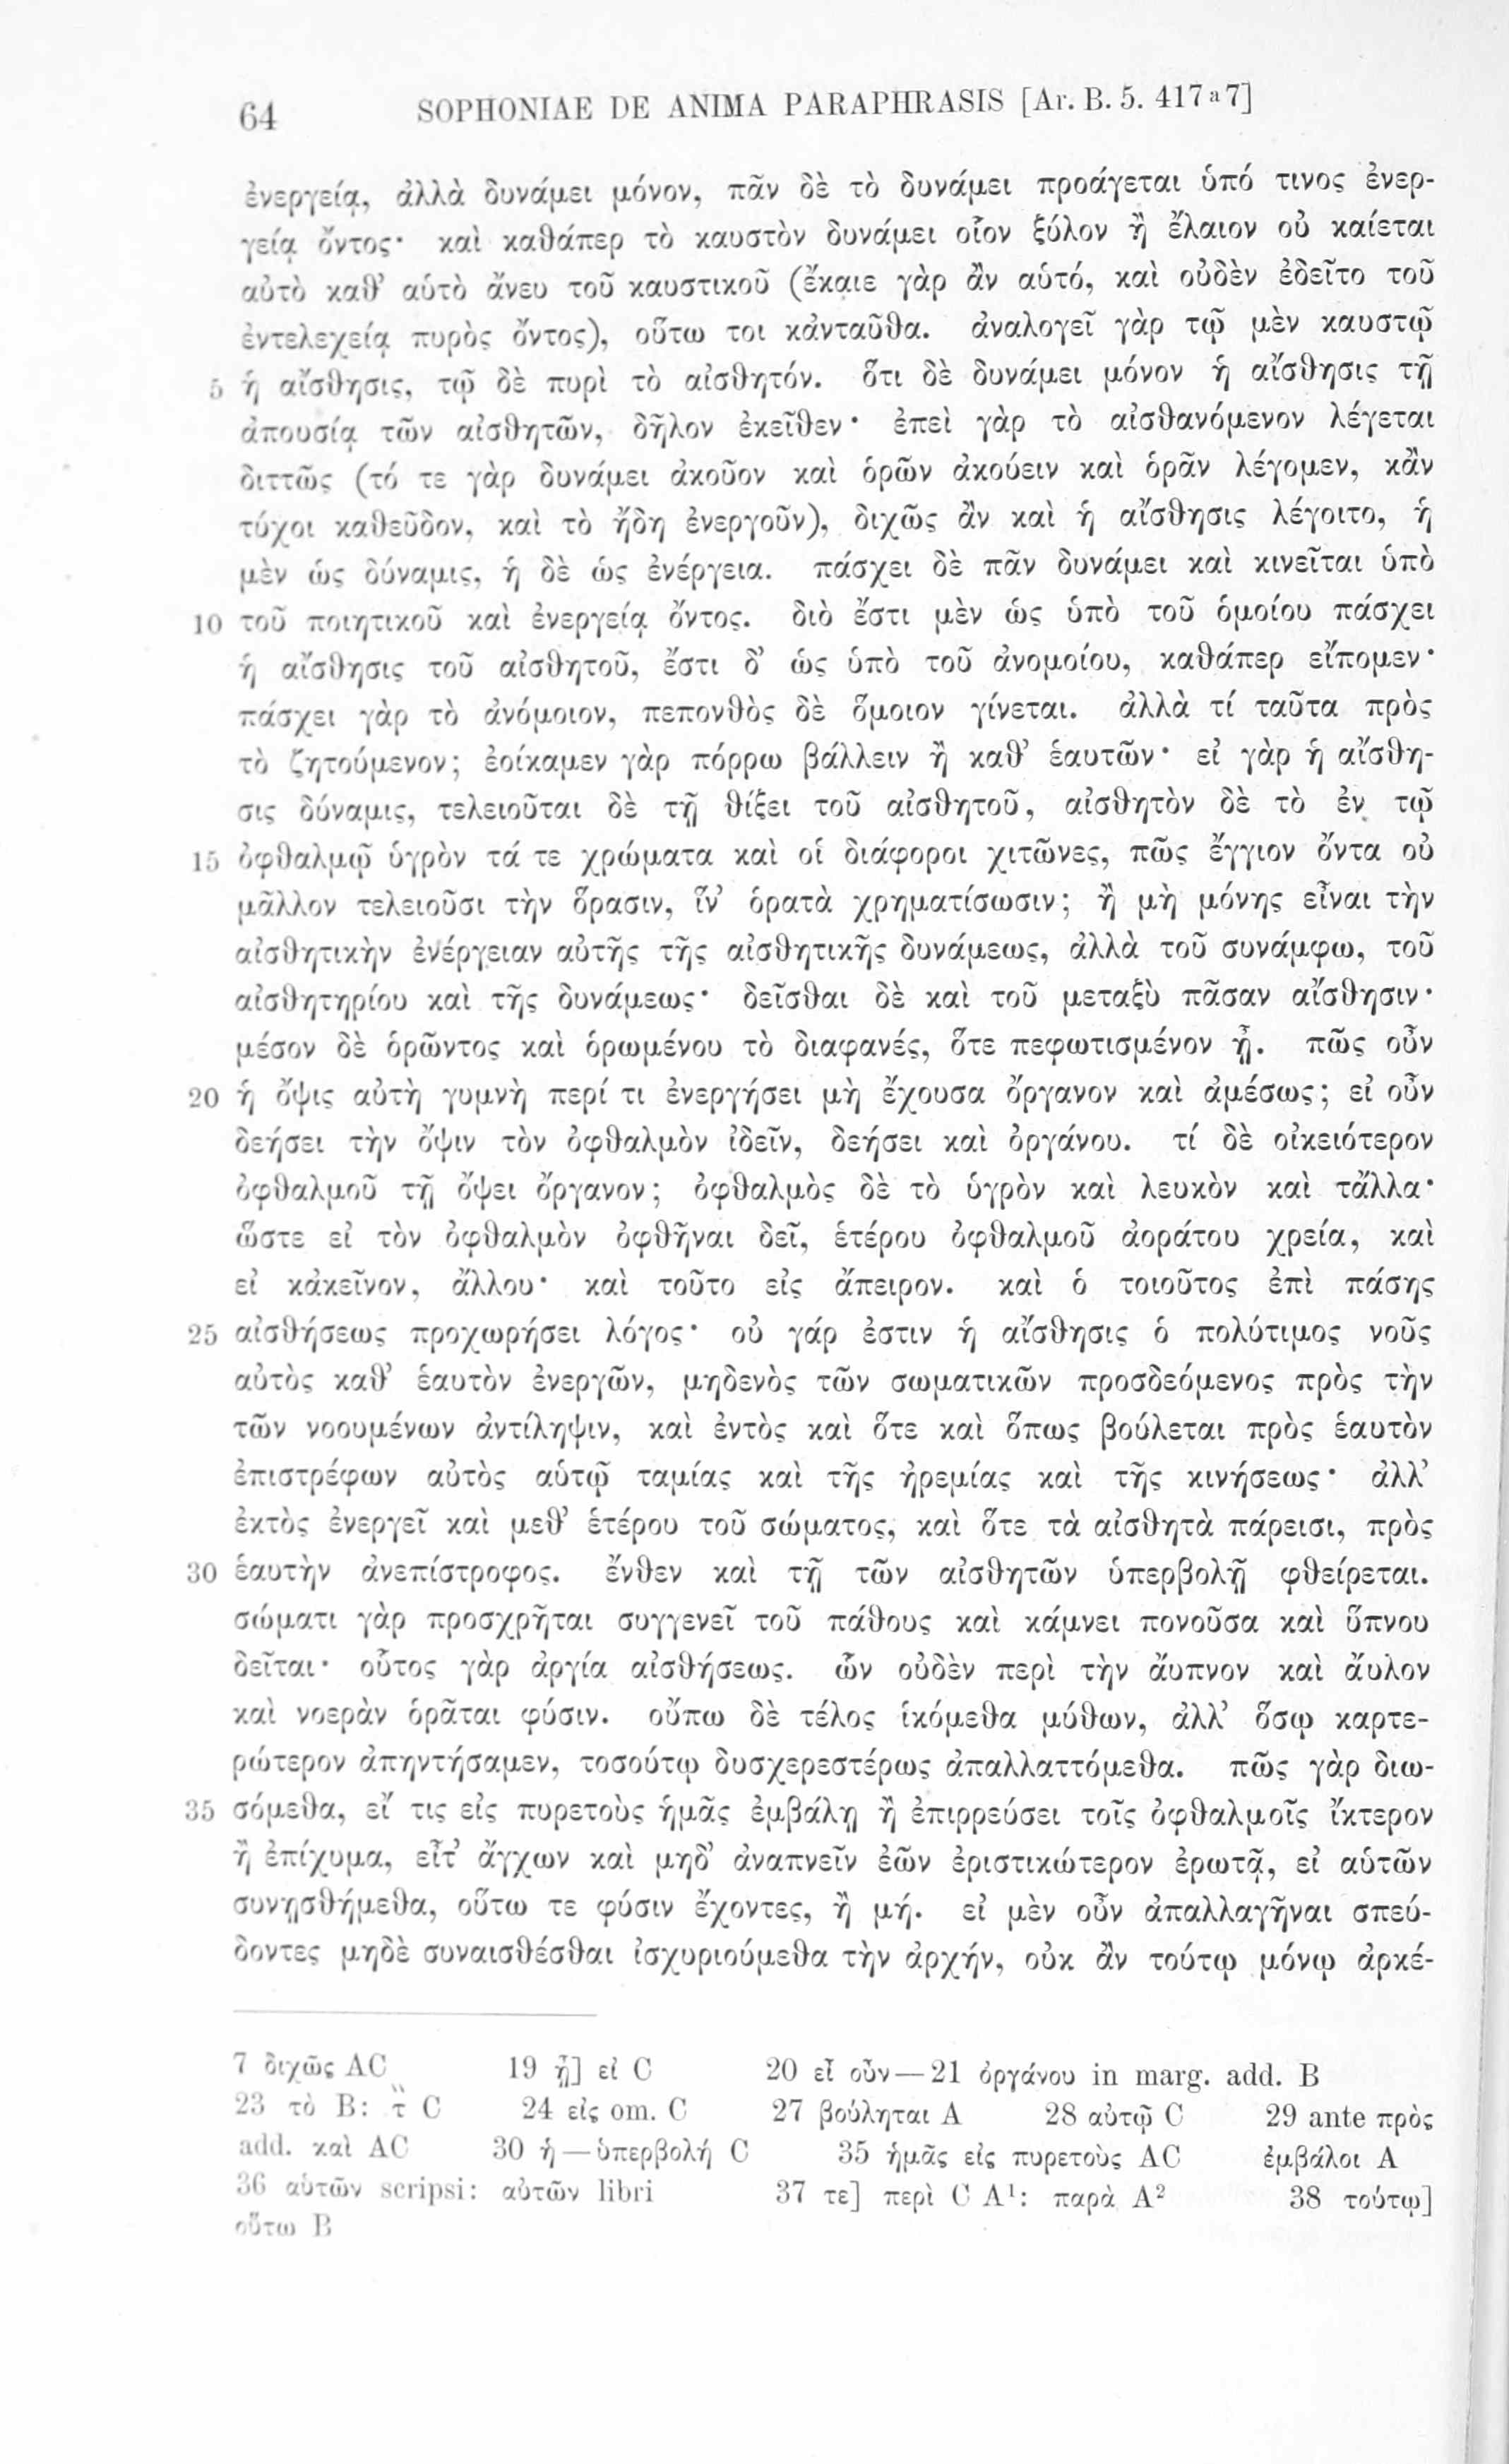 64 SOPHONIAE DE ANIMA PARAPHRASIS [Ar. B. 5. 417ª7]
ἐνεργείᾳ, ἀλλὰ δυνάμει μόνον, πᾶν δὲ τὸ δυνάμει προάγεται ὑπό τινος ἐνερ-
γείᾳ ὄντος· καὶ καθάπερ τὸ καυστὸν δυνάμει οἷον ξύλον ἢ ἔλαιον οὐ καίεται
αὐτὸ καθ’ αὑτὸ ἄνευ τοῦ καυστικοῦ (ἔκαιε γὰρ ἂν αὑτό, καὶ οὐδὲν ἐδεῖτο τοῦ
ἐντελεχείᾳ πυρὸς ὄντος), οὕτω τοι κἀνταῦθα. ἀναλογεῖ γὰρ τῷ μὲν καυστῷ
5 ἡ αἴσθησις, τῷ δὲ πυρὶ τὸ αἰσθητόν. ὅτι δὲ δυνάμει μόνον ἡ αἴσθησις τῇ
ἀπουσίᾳ τῶν αἰσθητῶν, δῆλον ἐκεῖθεν· ἐπεὶ γὰρ τὸ αἰσθανόμενον λέγεται
διττῶς (τό τε γὰρ δυνάμει ἀκοῦον καὶ ὁρῶν ἀκούειν καὶ ὁρᾶν λέγομεν, κἂν
τύχοι καθεῦδον, καὶ τὸ ἤδη ἐνεργοῦν), διχῶς ἂν καὶ ἡ αἴσθησις λέγοιτο, ἡ
μὲν ὡς δύναμις, ἡ δὲ ὡς ἐνέργεια. πάσχει δὲ πᾶν δυνάμει καὶ κινεῖται ὑπὸ
10 τοῦ ποιητικοῦ καὶ ἐνεργείᾳ ὄντος. διὸ ἔστι μὲν ὡς ὑπὸ τοῦ ὁμοίου πάσχει
ἡ αἴσθησις τοῦ αἰσθητοῦ, ἔστι δ’ ὡς ὑπὸ τοῦ ἀνομοίου, καθάπερ εἴπομεν·
πάσχει γὰρ τὸ ἀνόμοιον, πεπονθὸς δὲ ὅμοιον γίνεται. ἀλλὰ τί ταῦτα πρὸς
τὸ ζητούμενον; ἐοίκαμεν γὰρ πόρρω βάλλειν ἢ καθ’ ἑαυτῶν· εἰ γὰρ ἡ αἴσθη-
σις δύναμις, τελειοῦται δὲ τῇ θίξει τοῦ αἰσθητοῦ, αἰσθητὸν δὲ τὸ ἐν τῷ
15 ὀφθαλμῷ ὑγρὸν τά τε χρώματα καὶ οἱ διάφοροι χιτῶνες, πῶς ἔγγιον ὄντα οὐ
μᾶλλον τελειοῦσι τὴν ὅρασιν, ἵν’ ὁρατὰ χρηματίσωσιν; ἢ μὴ μόνης εἶναι τὴν
αἰσθητικὴν ἐνέργειαν αὐτῆς τῆς αἰσθητικῆς δυνάμεως, ἀλλὰ τοῦ συνάμφω, τοῦ
αἰσθητηρίου καὶ τῆς δυνάμεως· δεῖσθαι δὲ καὶ τοῦ μεταξὺ πᾶσαν αἴσθησιν·
μέσον δὲ ὁρῶντος καὶ ὁρωμένου τὸ διαφανές, ὅτε πεφωτισμένον ᾖ. πῶς οὖν
20 ἡ ὄψις αὐτὴ γυμνὴ περί τι ἐνεργήσει μὴ ἔχουσα ὄργανον καὶ ἀμέσως; εἰ οὖν
δεήσει τὴν ὄψιν τὸν ὀφθαλμὸν ἰδεῖν, δεήσει καὶ ὀργάνου. τί δὲ οἰκειότερον
ὀφθαλμοῦ τῇ ὄψει ὄργανον; ὀφθαλμὸς δὲ τὸ ὑγρὸν καὶ λευκὸν καὶ τἄλλα·
ὥστε εἰ τὸν ὀφθαλμὸν ὀφθῆναι δεῖ, ἑτέρου ὀφθαλμοῦ ἀοράτου χρεία, καὶ
εἰ κἀκεῖνον, ἄλλου· καὶ τοῦτο εἰς ἄπειρον. καὶ ὁ τοιοῦτος ἐπὶ πάσης
25 αἰσθήσεως προχωρήσει λόγος· οὐ γάρ ἐστιν ἡ αἴσθησις ὁ πολύτιμος νοῦς
αὐτὸς καθ’ ἑαυτὸν ἐνεργῶν, μηδενὸς τῶν σωματικῶν προσδεόμενος πρὸς τὴν
τῶν νοουμένων ἀντίληψιν, καὶ ἐντὸς καὶ ὅτε καὶ ὅπως βούλεται πρὸς ἑαυτὸν
ἐπιστρέφων αὐτὸς αὑτῷ ταμίας καὶ τῆς ἠρεμίας καὶ τῆς κινήσεως· ἀλλ’
ἐκτὸς ἐνεργεῖ καὶ μεθ’ ἑτέρου τοῦ σώματος, καὶ ὅτε τὰ αἰσθητὰ πάρεισι, πρὸς
30 ἑαυτὴν ἀνεπίστροφος. ἔνθεν καὶ τῇ τῶν αἰσθητῶν ὑπερβολῇ φθείρεται.
σώματι γὰρ προσχρῆται συγγενεῖ τοῦ πάθους καὶ κάμνει πονοῦσα καὶ ὕπνου
δεῖται· οὗτος γὰρ ἀργία αἰσθήσεως. ὧν οὐδὲν περὶ τὴν ἄυπνον καὶ ἄυλον
καὶ νοερὰν ὁρᾶται φύσιν. οὔπω δὲ τέλος ἱκόμεθα μύθων, ἀλλ’ ὅσῳ καρτε-
ρώτερον ἀπηντήσαμεν, τοσούτῳ δυσχερεστέρως ἀπαλλαττόμεθα. πῶς γὰρ διω-
35 σόμεθα, εἴ τις εἰς πυρετοὺς ἡμᾶς ἐμβάλῃ ἢ ἐπιρρεύσει τοῖς ὀφθαλμοῖς ἴκτερον
ἢ ἐπίχυμα, εἶτ’ ἄγχων καὶ μηδ’ ἀναπνεῖν ἐῶν ἐριστικώτερον ἐρωτᾷ, εἰ αὑτῶν
συνῃσθήμεθα, οὕτω τε φύσιν ἔχοντες, ἢ μή. εἰ μὲν οὖν ἀπαλλαγῆναι σπεύ-
δοντες μηδὲ συναισθέσθαι ἰσχυριούμεθα τὴν ἀρχήν, οὐκ ἂν τούτῳ μόνῳ ἀρκέ-
7 διχῶς AC 19 ᾖ] εἰ C 20 εἶ οὖν—21 ὀργάνου in marg. add. B
23 τὸ B: τ̏ C 24 εἰς om. C 27 βούληται A 28 αὐτῷ C 29 ante πρὸς
add. καὶ AC 30 ἡ—ὑπερβολή C 35 ἡμᾶς εἰς πυρετοὺς AC ἐμβάλοι A
36 αὑτῶν scripsi: αὐτῶν libri 37 τε] περὶ C A¹: παρὰ A² 38 τούτῳ]
οὕτω B